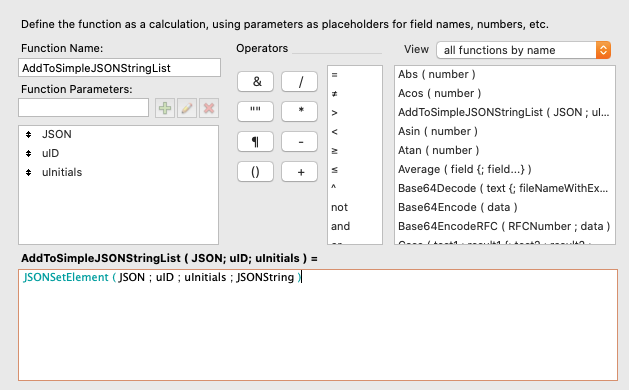 Define the function as a calculation, using parameters as placeholders for field names, numbers, etc.
Function Name:
AddToSimpleJSONStringList
Function Parameters:
JSON
uID
uInitials
Operators
& /
"" *
¶ -
() +
=
≠
>
<
≥
≤
^
not
and
View all functions by name
Abs ( number )
Acos ( number )
AddToSimpleJSONStringList ( JSON ; uI...
Asin ( number )
Atan ( number )
Average ( field {; field...} )
Base64Decode ( text {; fileNameWithEx...
Base64Encode ( data )
Base64EncodeRFC ( RFCNumber ; data )
AddToSimpleJSONStringList ( JSON; uID; uInitials ) =
JSONSetElement ( JSON ; uID ; uInitials ; JSONString )